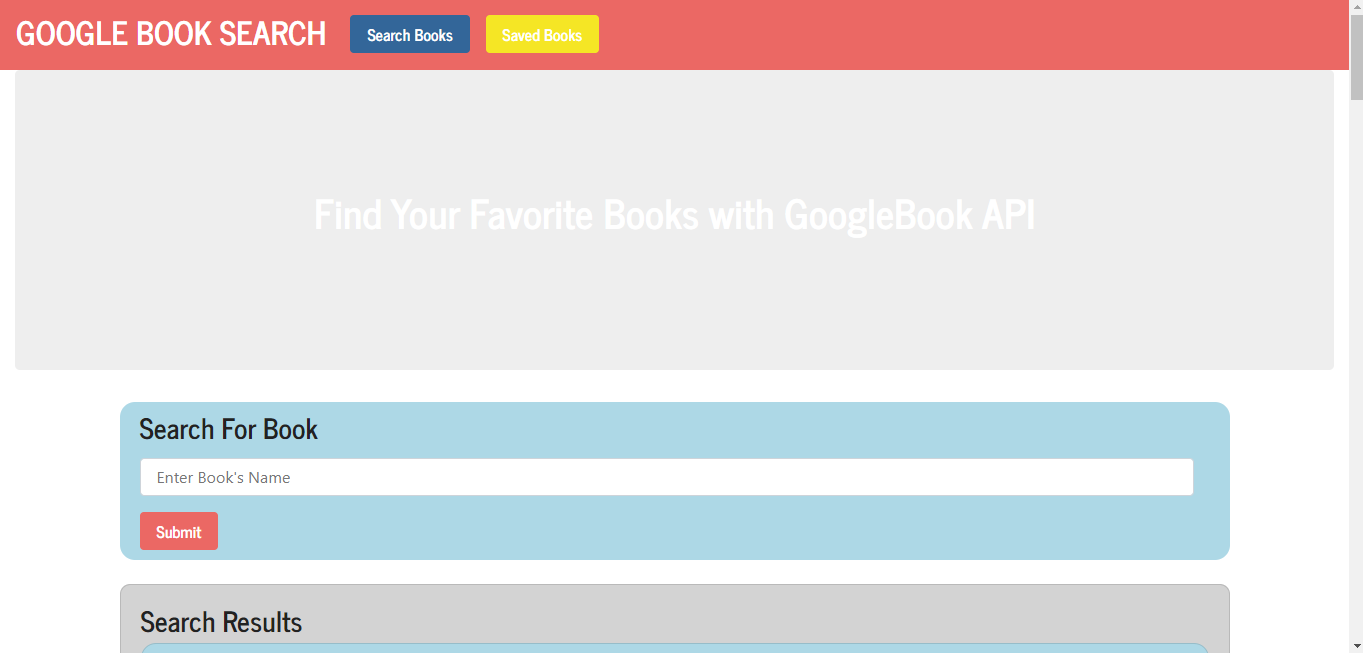 GOOGLE BOOK SEARCH Search Books Saved Books
Find Your Favorite Books with GoogleBook API
Search For Book
Enter Book's Name
Submit
Search Results